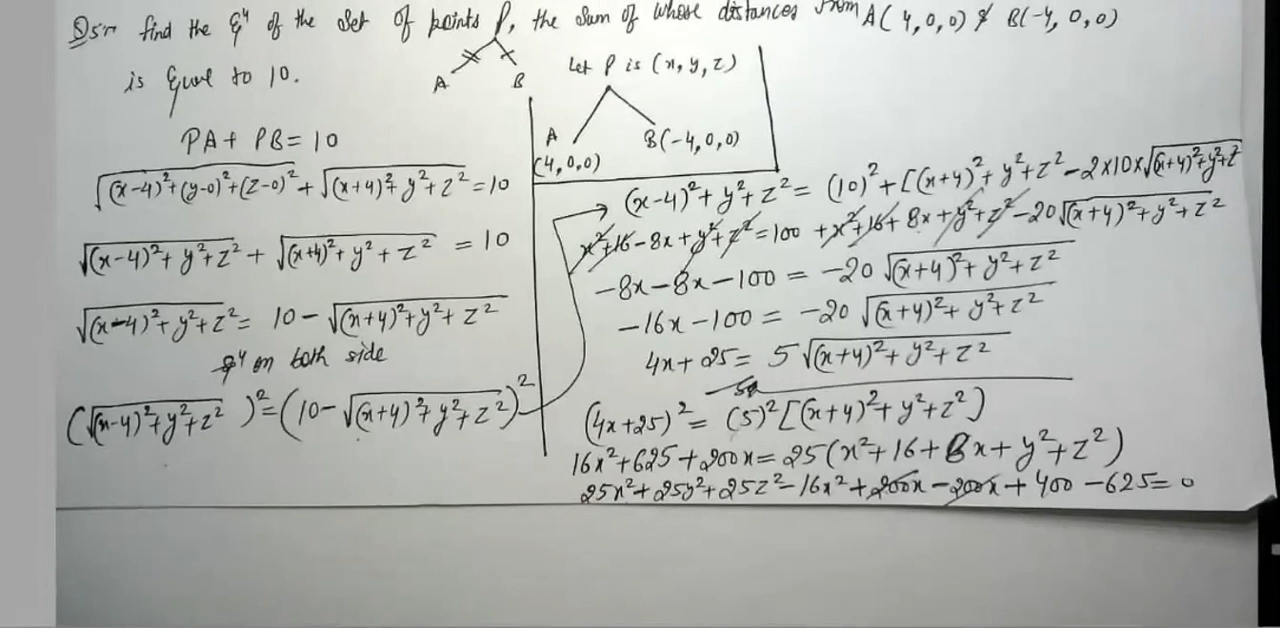 Q5rn find the Eqn of the set of points P, the sum of whose distances from A(4,0,0) & B(-4,0,0)
is Equal to 10.
A B
PA + PB = 10
√(x-4)²+(y-0)²+(z-0)² + √(x+4)²+y²+z² = 10
√(x-4)²+y²+z² + √(x+4)²+y²+z² = 10
√(x-4)²+y²+z² = 10 - √(x+4)²+y²+z²
on both side
(√(x-4)²+y²+z²)² = (10 - √(x+4)²+y²+z²)²
Let P is (x, y, z)
A
(4,0,0)
B(-4,0,0)
(x-4)²+y²+z² = (10)²+[(x+4)²+y²+z²-2×10×√(x+4)²+y²+z²
x²+16-8x+y²+z² = 100+x²+16+8x+y²+z²-20√(x+4)²+y²+z²
-8x-8x-100 = -20√(x+4)²+y²+z²
-16x-100 = -20√(x+4)²+y²+z²
4x+25 = 5√(x+4)²+y²+z²
(4x+25)² = (5)²[(x+4)²+y²+z²]
16x²+625+200x = 25(x²+16+8x+y²+z²)
25x²+25y²+25z²-16x²+200x-200x+400-625=0